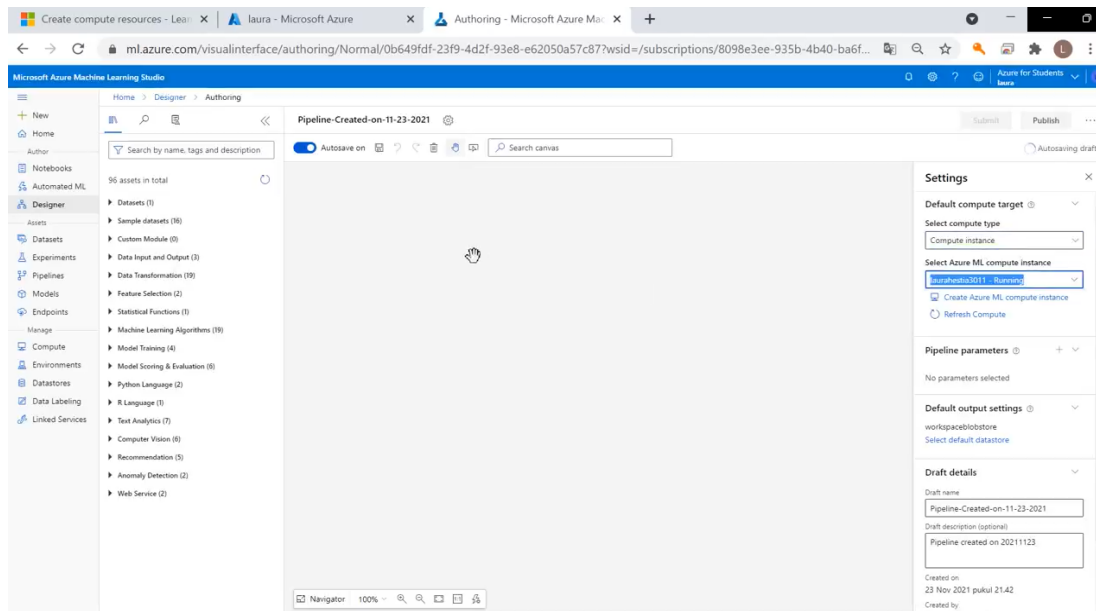 Create compute resources - Lear
laura - Microsoft Azure
Authoring - Microsoft Azure Mac
ml.azure.com/visualinterface/authoring/Normal/0b649fdf-23f9-4d2f-93e8-e62050a57c87?wsid=/subscriptions/8098e3ee-935b-4b40-ba6f...
L
Microsoft Azure Machine Learning Studio
Azure for Students
laura
Home > Designer > Authoring
New
Home
Author
Notebooks
Automated ML
Designer
Assets
Datasets
Experiments
Pipelines
Models
Endpoints
Manage
Compute
Environments
Datastores
Data Labeling
Linked Services
Search by name, tags and description
96 assets in total
Datasets (1)
Sample datasets (16)
Custom Module (0)
Data Input and Output (3)
Data Transformation (19)
Feature Selection (2)
Statistical Functions (1)
Machine Learning Algorithms (19)
Model Training (4)
Model Scoring & Evaluation (6)
Python Language (2)
R Language (1)
Text Analytics (7)
Computer Vision (6)
Recommendation (5)
Anomaly Detection (2)
Web Service (2)
Pipeline-Created-on-11-23-2021
Submit
Publish
Autosave on
Search canvas
Autosaving draft
Navigator 100%
Settings
Default compute target
Select compute type
Compute instance
Select Azure ML compute instance
laurahestia3011 - Running
Create Azure ML compute instance
Refresh Compute
Pipeline parameters
No parameters selected
Default output settings
workspaceblobstore
Select default datastore
Draft details
Draft name
Pipeline-Created-on-11-23-2021
Draft description (optional)
Pipeline created on 20211123
Created on
23 Nov 2021 pukul 21.42
Created by